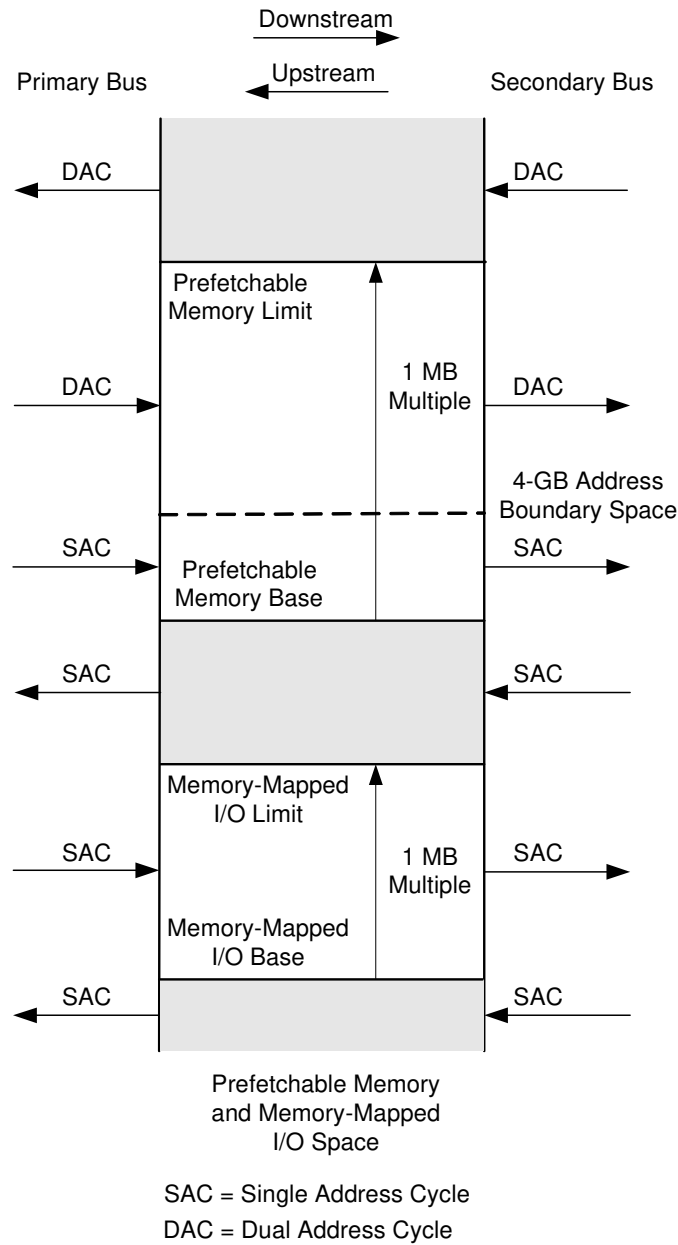 Downstream
Upstream
Primary Bus
Secondary Bus
DAC
DAC
Prefetchable
Memory Limit
DAC
1 MB
Multiple
DAC
4-GB Address
Boundary Space
SAC
Prefetchable
Memory Base
SAC
SAC
SAC
Memory-Mapped
I/O Limit
SAC
1 MB
Multiple
SAC
Memory-Mapped
I/O Base
SAC
SAC
Prefetchable Memory
and Memory-Mapped
I/O Space
SAC = Single Address Cycle
DAC = Dual Address Cycle